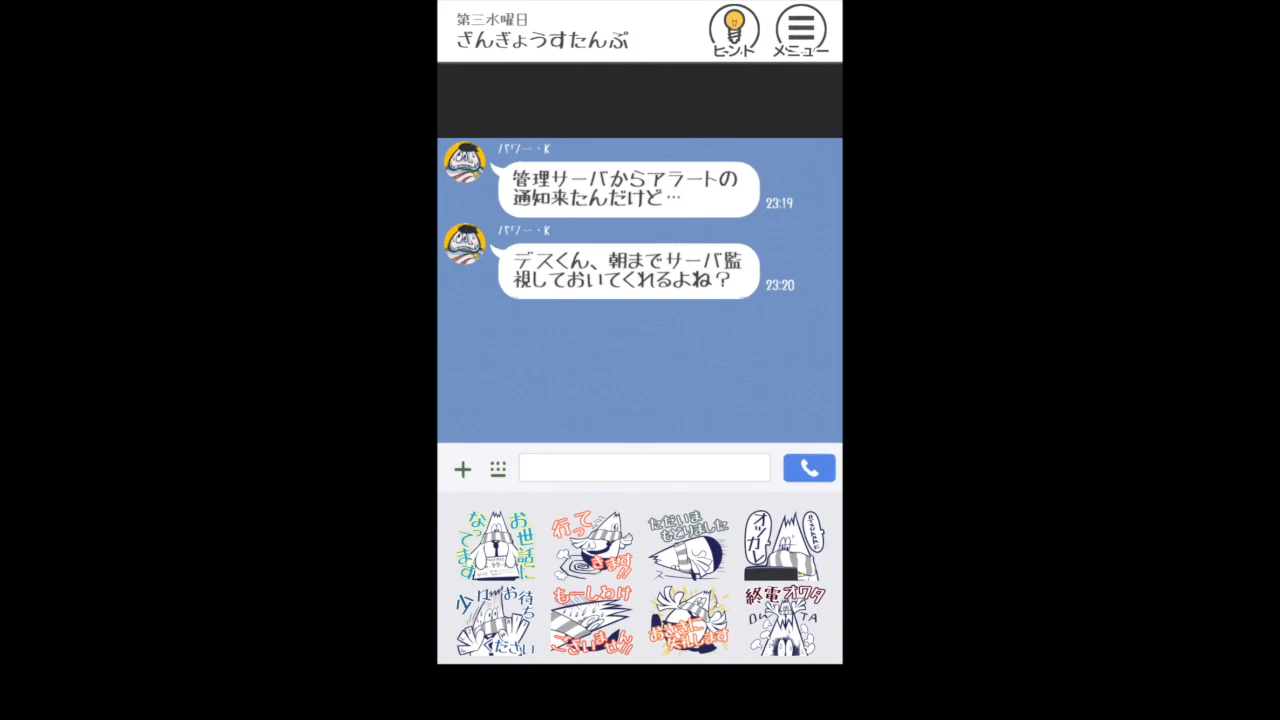 第三水曜日
ざんぎょうすたんぷ
ヒント
メニュー
パワー・K
管理サーバからアラートの
通知来たんだけど…
23:19
パワー・K
デスくん、朝までサーバ監
視しておいてくれるよね？
23:20
お世話に
なってます
行って
きます!!
ただいま
もどりました
オッカレ
少々お待ち
ください
もーしわけ
ございません!!
おさきに
失礼します
終電オワタ
OWATA